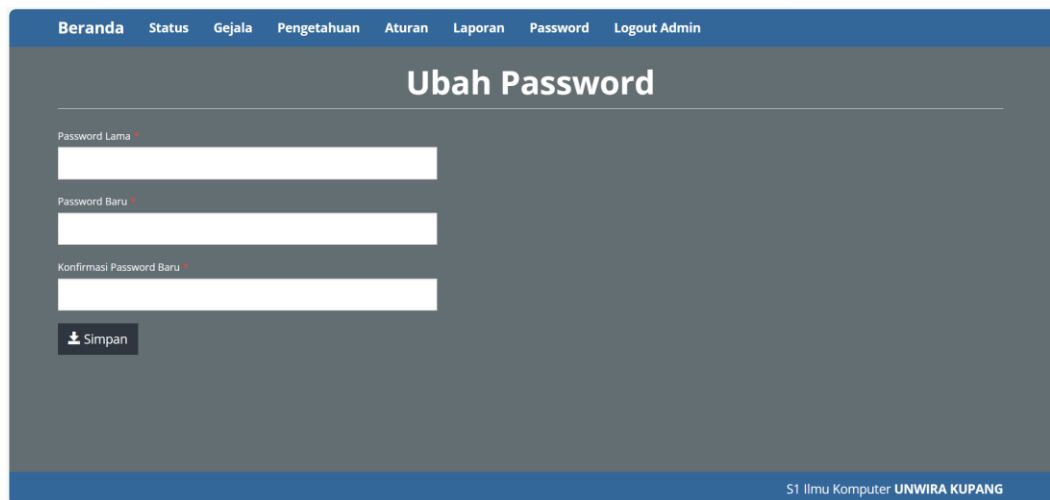 Beranda Status Gejala Pengetahuan Aturan Laporan Password Logout Admin
Ubah Password
Password Lama *
Password Baru *
Konfirmasi Password Baru *
Simpan
S1 Ilmu Komputer UNWIRA KUPANG